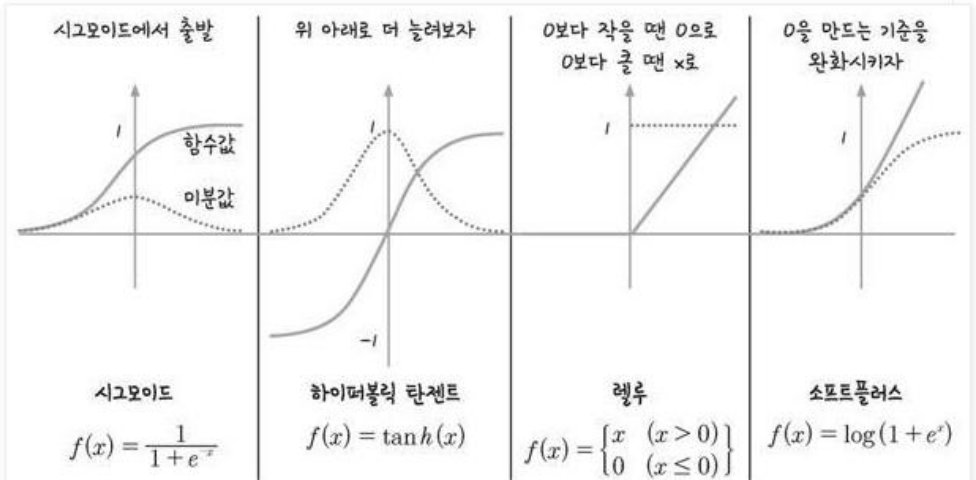 시그모이드에서 출발
1
함수값
미분값
시그모이드
f(x) = 1 / (1 + e^{-x})
위 아래로 더 늘려보자
1
-1
하이퍼볼릭 탄젠트
f(x) = tan h(x)
0보다 작을 땐 0으로
0보다 클 땐 x로
1
렐루
f(x) = { x (x > 0)
0 (x ≤ 0) }
0을 만드는 기준을
완화시키자
1
소프트플러스
f(x) = log(1 + e^x)